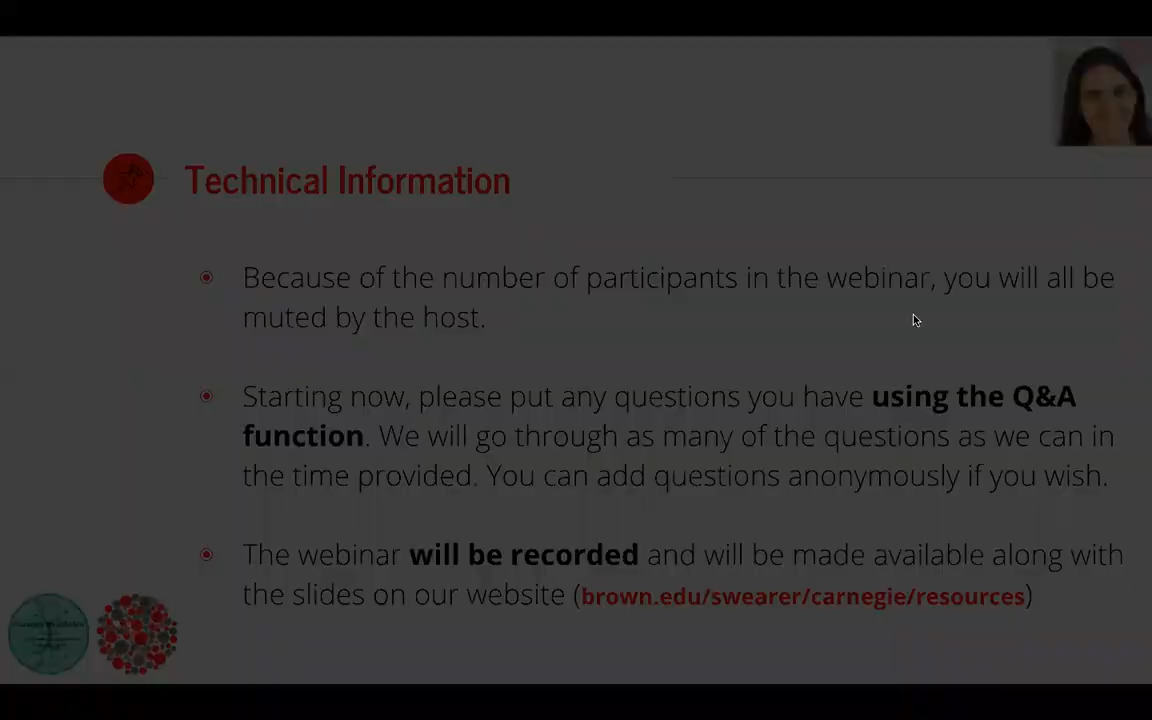 Technical Information
Because of the number of participants in the webinar, you will all be
muted by the host.
Starting now, please put any questions you have using the Q&A
function. We will go through as many of the questions as we can in
the time provided. You can add questions anonymously if you wish.
The webinar will be recorded and will be made available along with
the slides on our website (brown.edu/swearer/carnegie/resources)